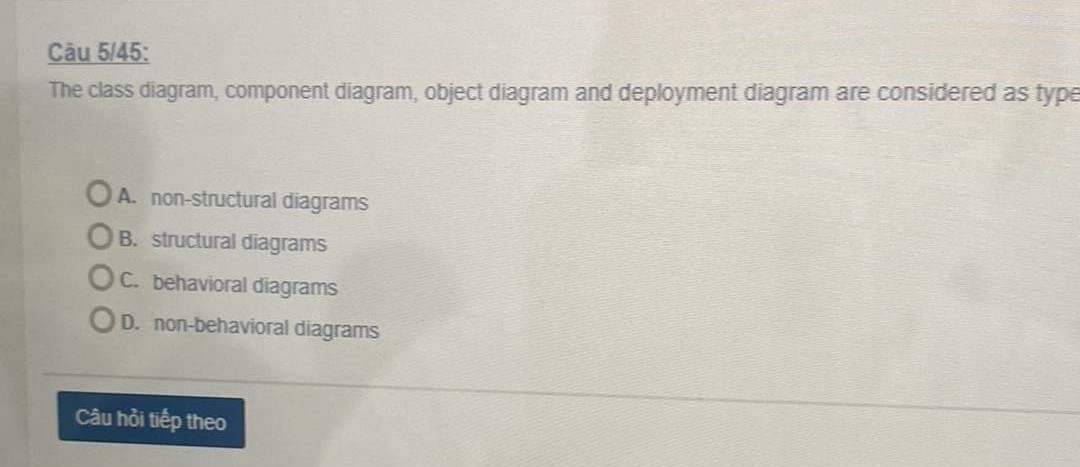 Câu 5/45:
The class diagram, component diagram, object diagram and deployment diagram are considered as type
A. non-structural diagrams
B. structural diagrams
C. behavioral diagrams
D. non-behavioral diagrams
Câu hỏi tiếp theo